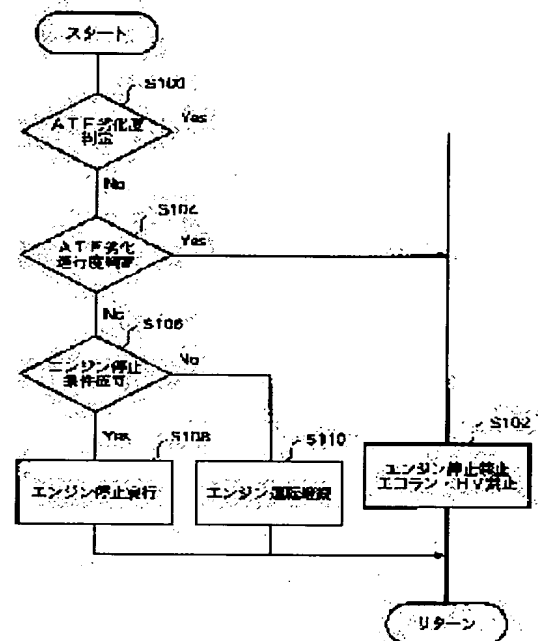 スタート
S100
ATF劣化度
判定
Yes
No
S104
ATF劣化
進行度判断
Yes
No
S106
エンジン停止
条件成立
No
Yes
S108
エンジン停止実行
S110
エンジン運転継続
S102
エンジン停止禁止
エコラン・HV禁止
リターン